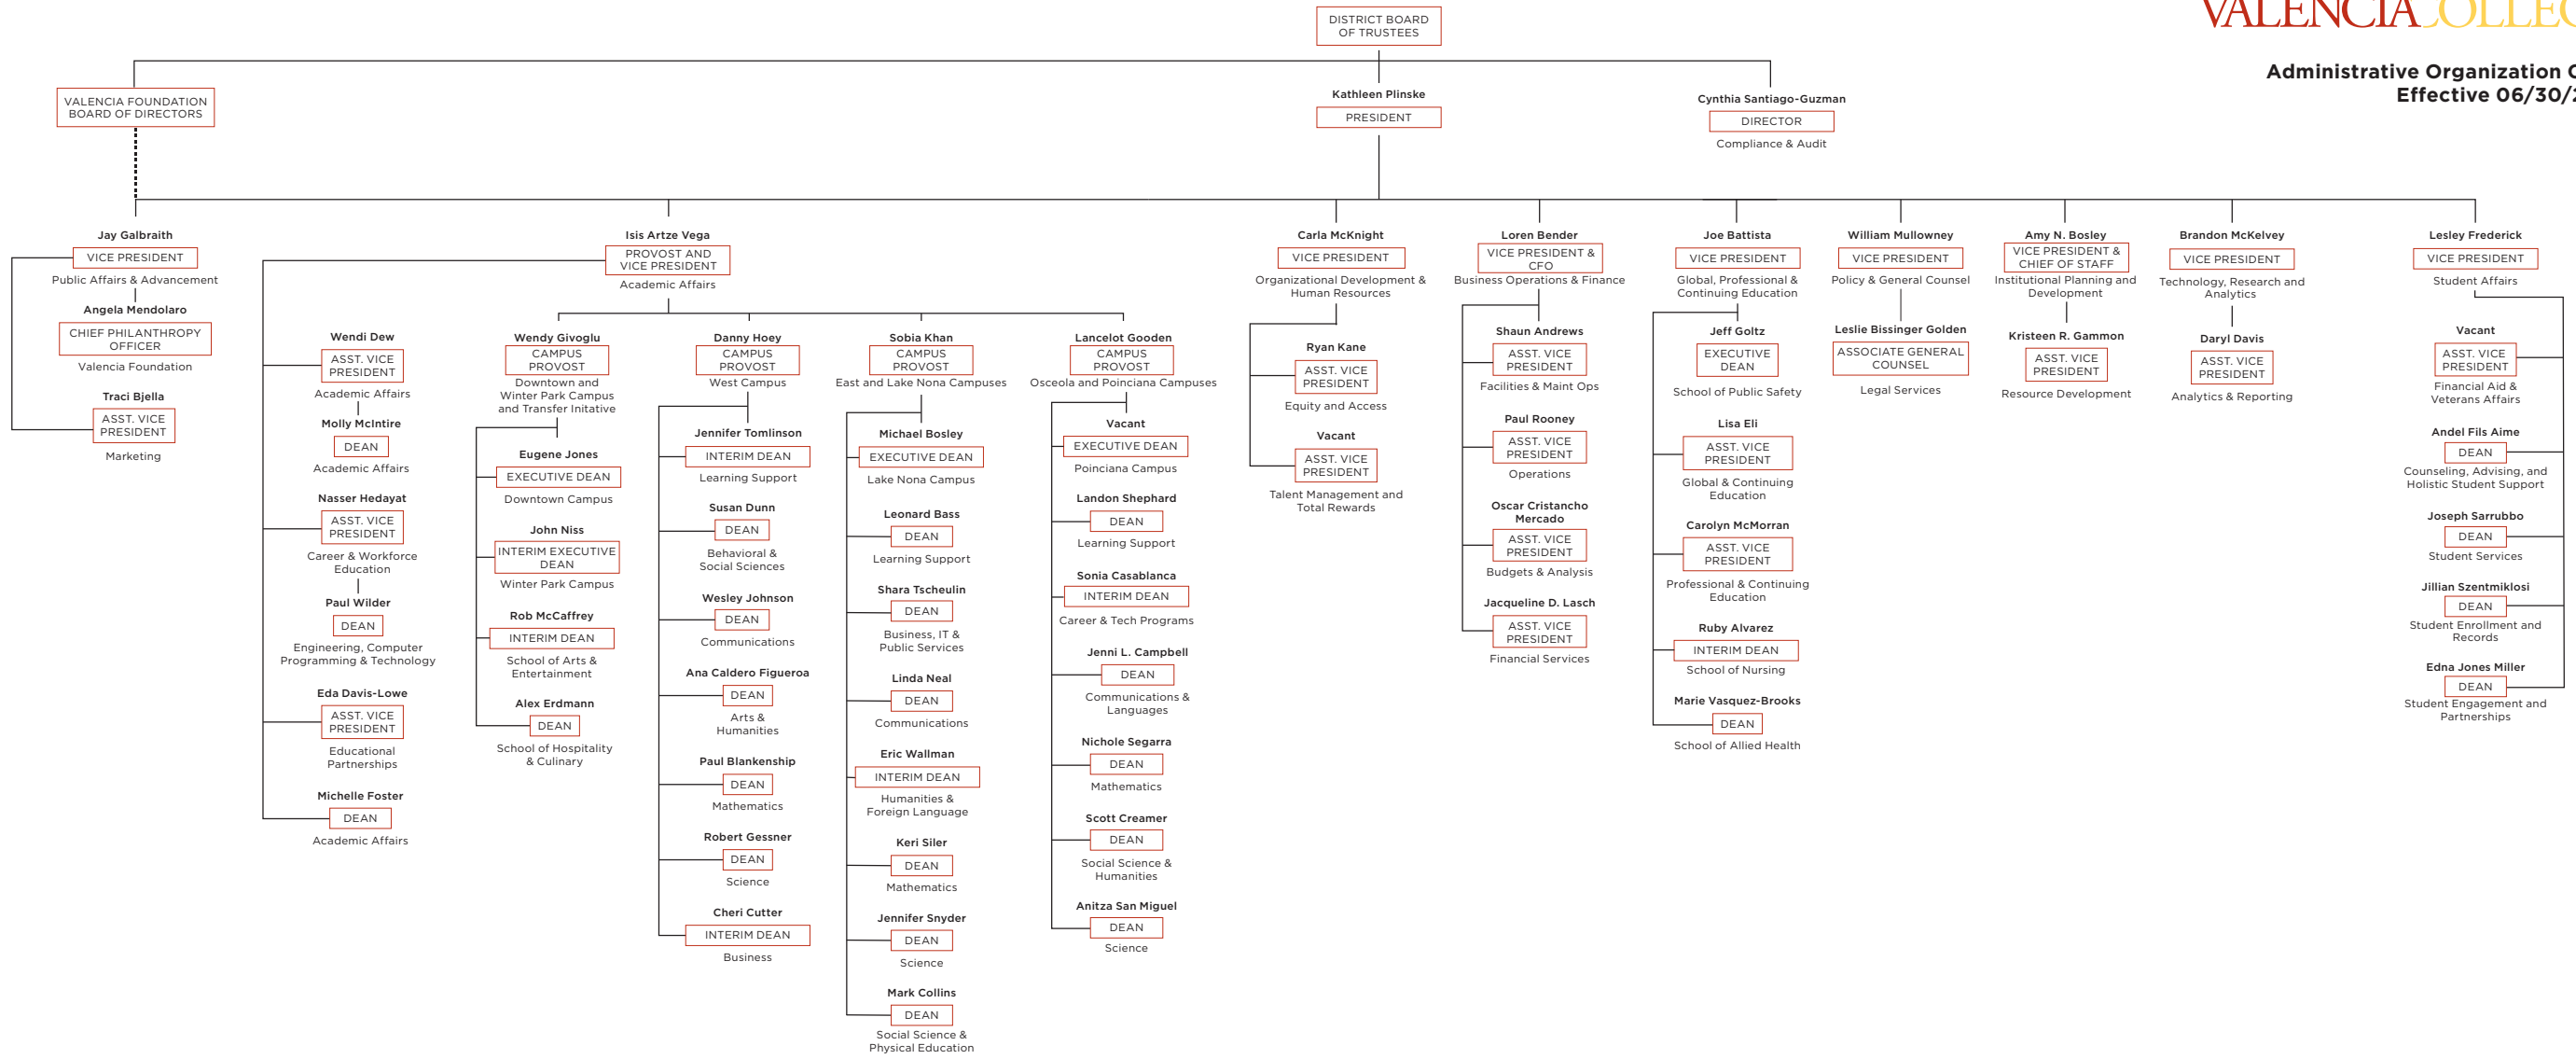 DISTRICT BOARD
OF TRUSTEES
VALENCIA
Administrative Organization
Effective
VALENCIA FOUNDATION
BOARD OF DIRECTORS
Kathleen Plinske
PRESIDENT
Cynthia Santiago-Guzman
DIRECTOR
Compliance & Audit
Jay Galbraith
VICE PRESIDENT
Public Affairs & Advancement
Angela Mendolaro
CHIEF PHILANTHROPY
OFFICER
Valencia Foundation
Traci Bjella
ASST. VICE
PRESIDENT
Marketing
Isis Artze Vega
PROVOST AND
VICE PRESIDENT
Academic Affairs
Wendi Dew
ASST. VICE
PRESIDENT
Academic Affairs
Molly McIntire
DEAN
Academic Affairs
Nasser Hedayat
ASST. VICE
PRESIDENT
Career & Workforce
Education
Paul Wilder
DEAN
Engineering, Computer
Programming & Technology
Eda Davis-Lowe
ASST. VICE
PRESIDENT
Educational
Partnerships
Michelle Foster
DEAN
Academic Affairs
Wendy Givoglu
CAMPUS
PROVOST
Downtown and
Winter Park Campus
and Transfer Initative
Eugene Jones
EXECUTIVE DEAN
Downtown Campus
John Niss
INTERIM EXECUTIVE
DEAN
Winter Park Campus
Rob McCaffrey
INTERIM DEAN
School of Arts &
Entertainment
Alex Erdmann
DEAN
School of Hospitality
& Culinary
Danny Hoey
CAMPUS
PROVOST
West Campus
Jennifer Tomlinson
INTERIM DEAN
Learning Support
Susan Dunn
DEAN
Behavioral &
Social Sciences
Wesley Johnson
DEAN
Communications
Ana Caldero Figueroa
DEAN
Arts &
Humanities
Paul Blankenship
DEAN
Mathematics
Robert Gessner
DEAN
Science
Cheri Cutter
INTERIM DEAN
Business
Sobia Khan
CAMPUS
PROVOST
East and Lake Nona Campuses
Michael Bosley
EXECUTIVE DEAN
Lake Nona Campus
Leonard Bass
DEAN
Learning Support
Shara Tscheulin
DEAN
Business, IT &
Public Services
Linda Neal
DEAN
Communications
Eric Wallman
INTERIM DEAN
Humanities &
Foreign Language
Keri Siler
DEAN
Mathematics
Jennifer Snyder
DEAN
Science
Mark Collins
DEAN
Social Science &
Physical Education
Lancelot Gooden
CAMPUS
PROVOST
Osceola and Poinciana Campuses
Vacant
EXECUTIVE DEAN
Poinciana Campus
Landon Shephard
DEAN
Learning Support
Sonia Casablanca
INTERIM DEAN
Career & Tech Programs
Jenni L. Campbell
DEAN
Communications &
Languages
Nichole Segarra
DEAN
Mathematics
Scott Creamer
DEAN
Social Science &
Humanities
Anitza San Miguel
DEAN
Science
Carla McKnight
VICE PRESIDENT
Organizational Development &
Human Resources
Ryan Kane
ASST. VICE
PRESIDENT
Equity and Access
Vacant
ASST. VICE
PRESIDENT
Talent Management and
Total Rewards
Loren Bender
VICE PRESIDENT &
CFO
Business Operations & Finance
Shaun Andrews
ASST. VICE
PRESIDENT
Facilities & Maint Ops
Paul Rooney
ASST. VICE
PRESIDENT
Operations
Oscar Cristancho
Mercado
ASST. VICE
PRESIDENT
Budgets & Analysis
Jacqueline D. Lasch
ASST. VICE
PRESIDENT
Financial Services
Joe Battista
VICE PRESIDENT
Global, Professional &
Continuing Education
Jeff Goltz
EXECUTIVE
DEAN
School of Public Safety
Lisa Eli
ASST. VICE
PRESIDENT
Global & Continuing
Education
Carolyn McMorran
ASST. VICE
PRESIDENT
Professional & Continuing
Education
Ruby Alvarez
INTERIM DEAN
School of Nursing
Marie Vasquez-Brooks
DEAN
School of Allied Health
William Mullowney
VICE PRESIDENT
Policy & General Counsel
Leslie Bissinger Golden
ASSOCIATE GENERAL
COUNSEL
Legal Services
Amy N. Bosley
VICE PRESIDENT &
CHIEF OF STAFF
Institutional Planning and
Development
Kristeen R. Gammon
ASST. VICE
PRESIDENT
Resource Development
Brandon McKelvey
VICE PRESIDENT
Technology, Research and
Analytics
Daryl Davis
ASST. VICE
PRESIDENT
Analytics & Reporting
Lesley Frederick
VICE PRESIDENT
Student Affairs
Vacant
ASST. VICE
PRESIDENT
Financial Aid &
Veterans Affairs
Andel Fils Aime
DEAN
Counseling, Advising, and
Holistic Student Support
Joseph Sarrubbo
DEAN
Student Services
Jillian Szentmiklosi
DEAN
Student Enrollment and
Records
Edna Jones Miller
DEAN
Student Engagement and
Partnerships